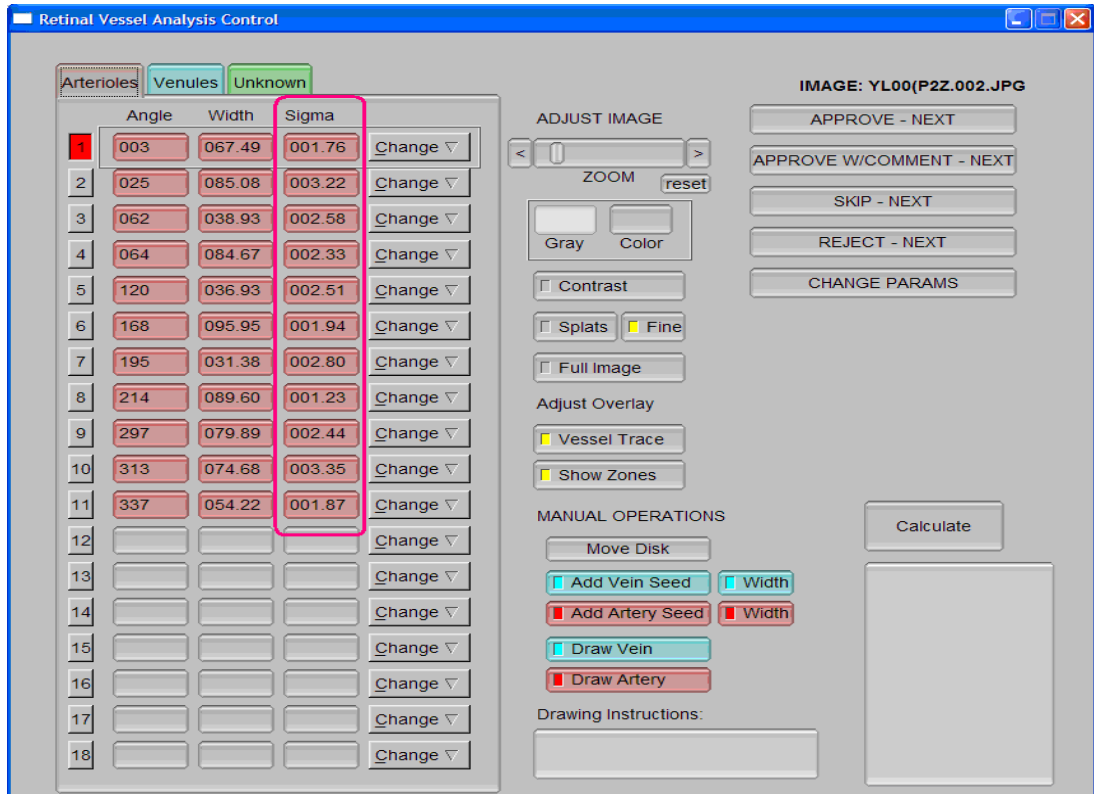 Retinal Vessel Analysis Control
Arterioles Venules Unknown
Angle Width Sigma
1 003 067.49 001.76 Change
2 025 085.08 003.22 Change
3 062 038.93 002.58 Change
4 064 084.67 002.33 Change
5 120 036.93 002.51 Change
6 168 095.95 001.94 Change
7 195 031.38 002.80 Change
8 214 089.60 001.23 Change
9 297 079.89 002.44 Change
10 313 074.68 003.35 Change
11 337 054.22 001.87 Change
12 Change
13 Change
14 Change
15 Change
16 Change
17 Change
18 Change
ADJUST IMAGE
< >
ZOOM reset
Gray Color
Contrast
Splats Fine
Full Image
Adjust Overlay
Vessel Trace
Show Zones
MANUAL OPERATIONS
Move Disk
Add Vein Seed Width
Add Artery Seed Width
Draw Vein
Draw Artery
Drawing Instructions:
IMAGE: YL00(P2Z.002.JPG
APPROVE - NEXT
APPROVE W/COMMENT - NEXT
SKIP - NEXT
REJECT - NEXT
CHANGE PARAMS
Calculate